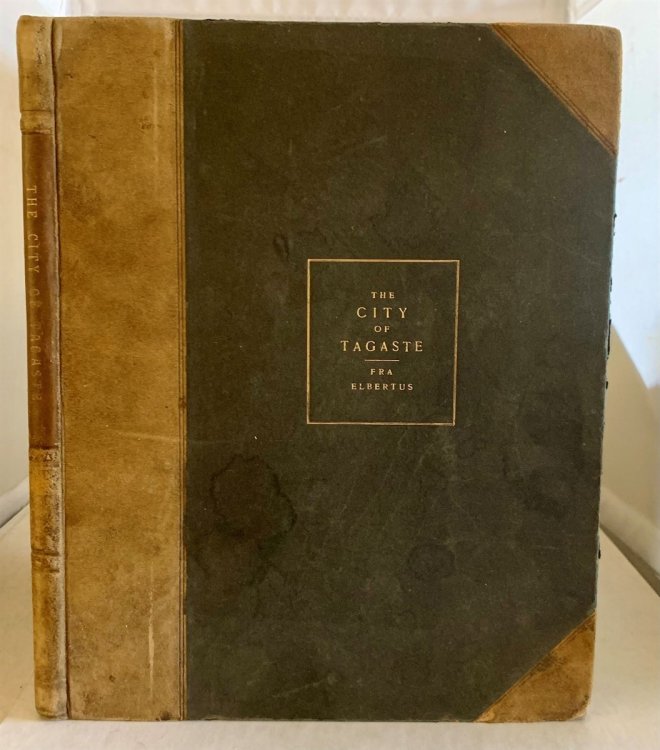 THE CITY OF TAGASTE
THE
CITY
OF
TAGASTE
FRA
ELBERTUS